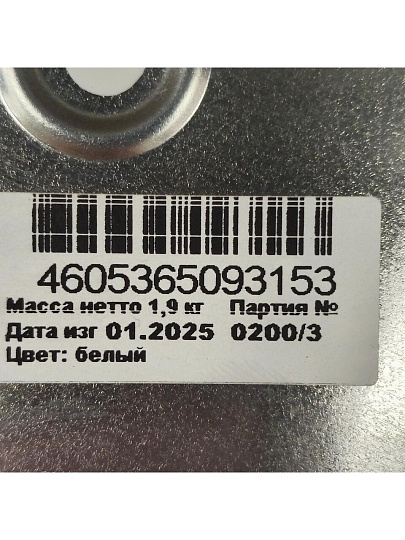 4605365093153
Масса нетто 1,9 кг Партия №
Дата изг 01.2025 0200/3
Цвет: белый